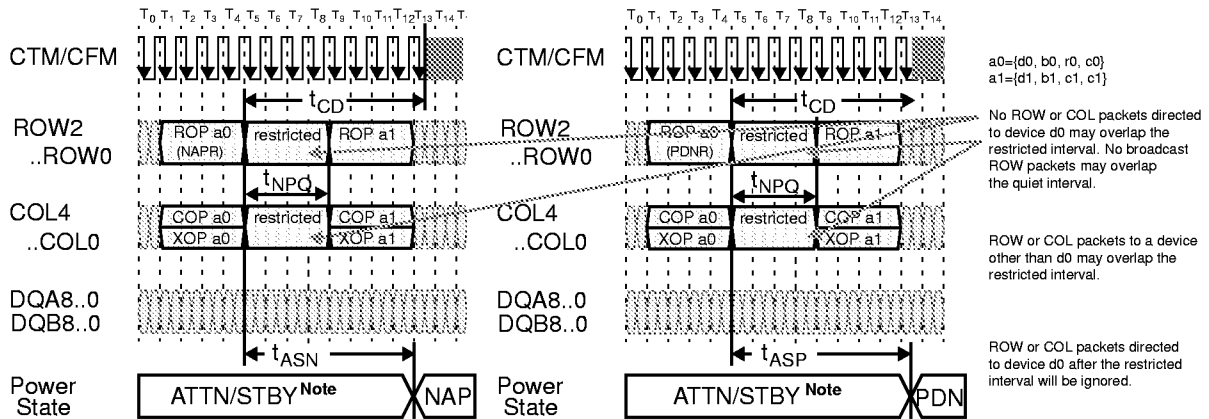 T0 T1 T2 T3 T4 T5 T6 T7 T8 T9 T10 T11 T12 T13 T14 T
CTM/CFM
tCD
ROW2
..ROW0
ROP a0
(NAPR)
restricted
ROP a1
tNPQ
COL4
..COL0
COP a0
XOP a0
restricted
COP a1
XOP a1
DQA8..0
DQB8..0
tASN
Power
State
ATTN/STBY Note
NAP
T0 T1 T2 T3 T4 T5 T6 T7 T8 T9 T10 T11 T12 T13 T14
CTM/CFM
tCD
ROW2
..ROW0
ROP a0
(PDNR)
restricted
ROP a1
tNPQ
COL4
..COL0
COP a0
XOP a0
restricted
COP a1
XOP a1
DQA8..0
DQB8..0
tASP
Power
State
ATTN/STBY Note
PDN
a0={d0, b0, r0, c0}
a1={d1, b1, c1, c1}
No ROW or COL packets directed
to device d0 may overlap the
restricted interval. No broadcast
ROW packets may overlap
the quiet interval.
ROW or COL packets to a device
other than d0 may overlap the
restricted interval.
ROW or COL packets directed
to device d0 after the restricted
interval will be ignored.